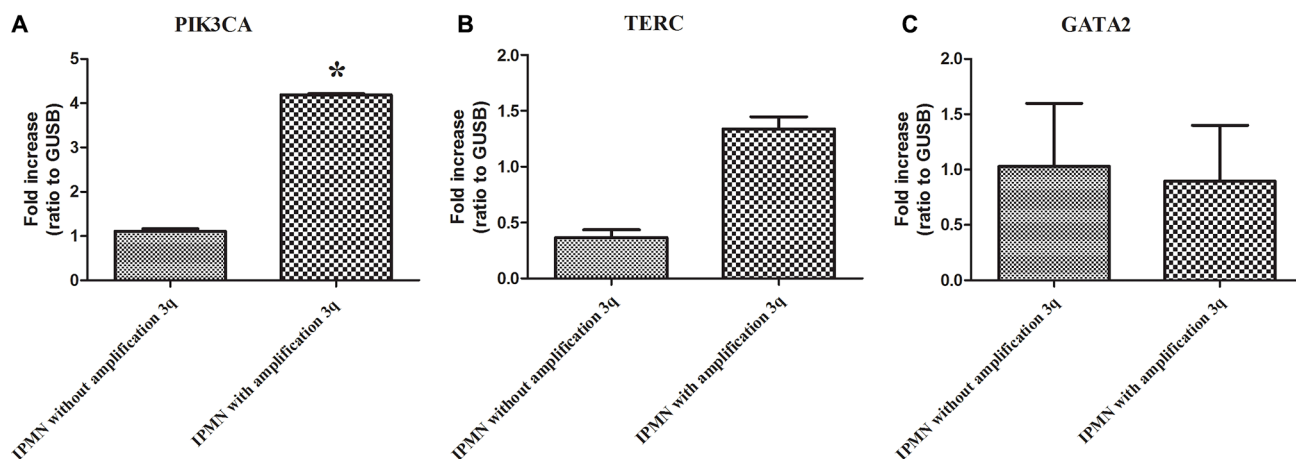 A
PIK3CA
Fold increase
(ratio to GUSB)
5
4
3
2
1
0
*
IPMN without amplification 3q
IPMN with amplification 3q
B
TERC
Fold increase
(ratio to GUSB)
2.0
1.5
1.0
0.5
0.0
IPMN without amplification 3q
IPMN with amplification 3q
C
GATA2
Fold increase
(ratio to GUSB)
2.0
1.5
1.0
0.5
0.0
IPMN without amplification 3q
IPMN with amplification 3q